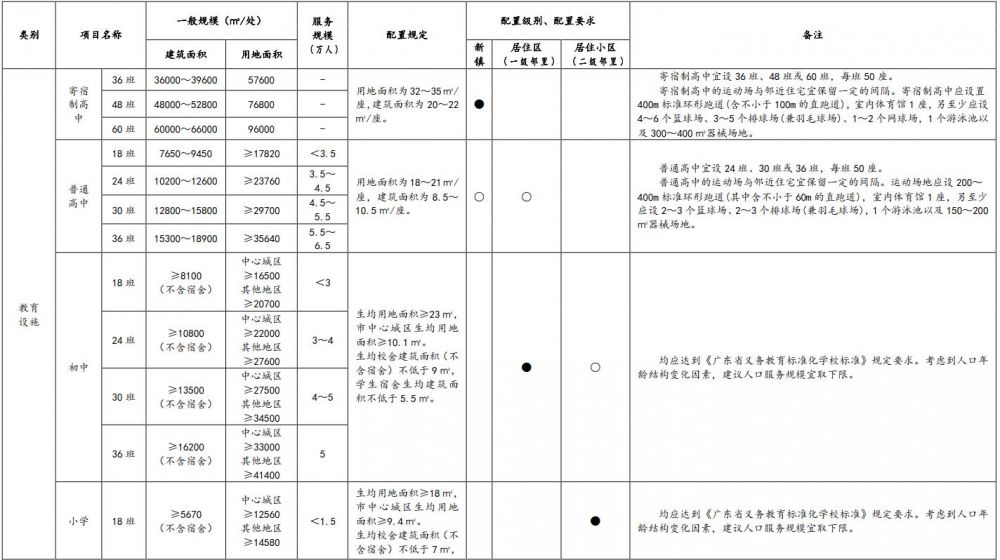 类别 项目名称 一般规模（㎡/处） 服务规模（万人） 配置规定 配置级别、配置要求 备注
建筑面积 用地面积 新镇 居住区（一级邻里） 居住小区（二级邻里）
教育设施
寄宿制高中
36 班 36000～39600 57600 -
48 班 48000～52800 76800 -
60 班 60000～66000 96000 -
用地面积为 32～35㎡/
座,建筑面积为 20～22
㎡/座。
●
寄宿制高中宜设 36 班、48 班或 60 班，每班 50 座。
寄宿制高中的运动场与邻近住宅宜保留一定的间隔。寄宿制高中应设置
400m 标准环形跑道(含不小于 100m 的直跑道)，室内体育馆 1 座，另至少应设
4～6 个篮球场、3～5 个排球场(兼羽毛球场)、1～2 个网球场，1 个游泳池以
及 300～400 ㎡器械场地。
普通高中
18 班 7650～9450 ≥17820 ＜3.5
24 班 10200～12600 ≥23760 3.5～4.5
30 班 12800～15800 ≥29700 4.5～5.5
36 班 15300～18900 ≥35640 5.5～6.5
用地面积为 18～21㎡/
座，建筑面积为 8.5～
10.5㎡/座。
○ ○
普通高中宜设 24 班、30 班或 36 班，每班 50 座。
普通高中的运动场与邻近住宅宜保留一定的间隔。运动场地应设 200～
400m 标准环形跑道(其中含不小于 60m 的直跑道)，室内体育馆 1 座，另至少
应设 2～3 个篮球场、2～3 个排球场(兼羽毛球场)，1 个游泳池以及 150～200
㎡器械场地。
初中
18 班 ≥8100（不含宿舍） 中心城区 ≥16500 其他地区 ≥20700 ＜3
24 班 ≥10800（不含宿舍） 中心城区 ≥22000 其他地区 ≥27600 3～4
30 班 ≥13500（不含宿舍） 中心城区 ≥27500 其他地区 ≥34500 4～5
36 班 ≥16200（不含宿舍） 中心城区 ≥33000 其他地区 ≥41400 5
生均用地面积≥23 ㎡，
市中心城区生均用地
面积≥10.1 ㎡。
生均校舍建筑面积（不
含宿舍）不低于 9 ㎡，
学生宿舍生均建筑面
积不低于 5.5 ㎡。
● ○
均应达到《广东省义务教育标准化学校标准》规定要求。考虑到人口年
龄结构变化因素，建议人口服务规模宜取下限。
小学
18 班 ≥5670（不含宿舍） 中心城区 ≥12560 其他地区 ≥14580 ＜1.5
生均用地面积≥18 ㎡，
市中心城区生均用地
面积≥9.4 ㎡。
生均校舍建筑面积（不
含宿舍）不低于 7 ㎡，
●
均应达到《广东省义务教育标准化学校标准》规定要求。考虑到人口年
龄结构变化因素，建议人口服务规模宜取下限。